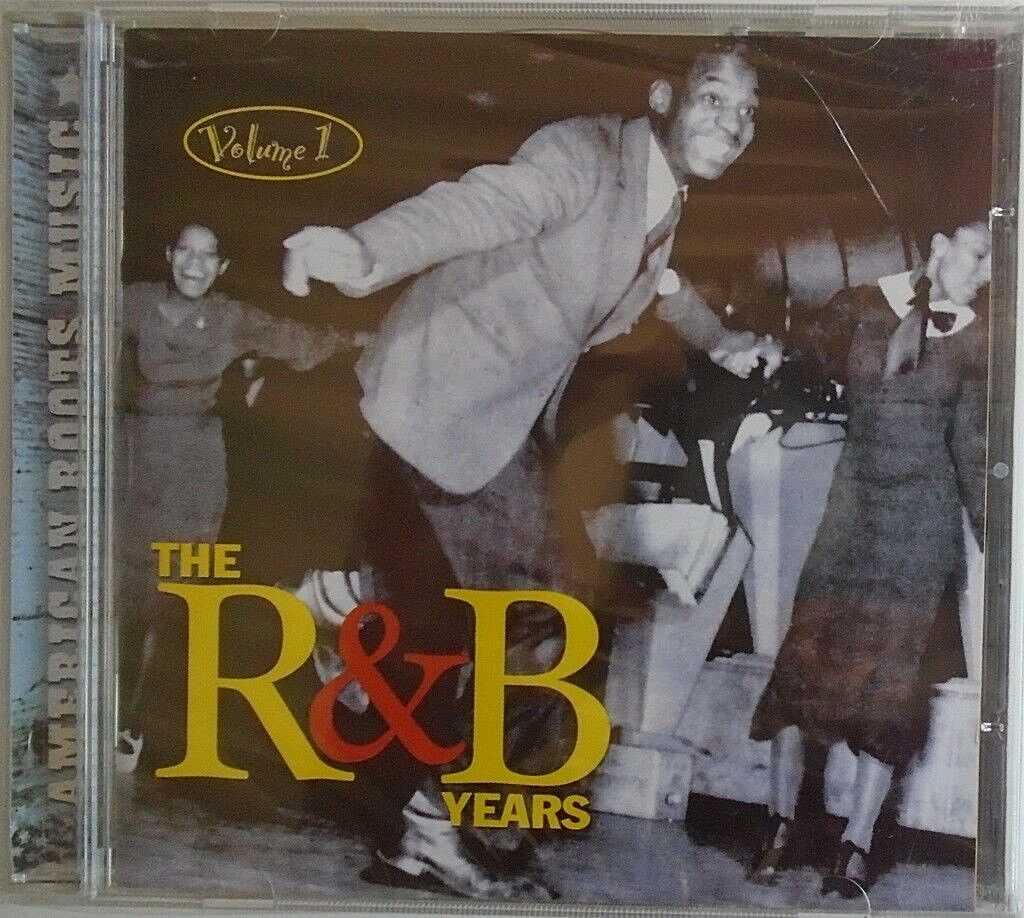 AMERICAN ROOTS MUSIC
Volume 1
THE
R&B
YEARS